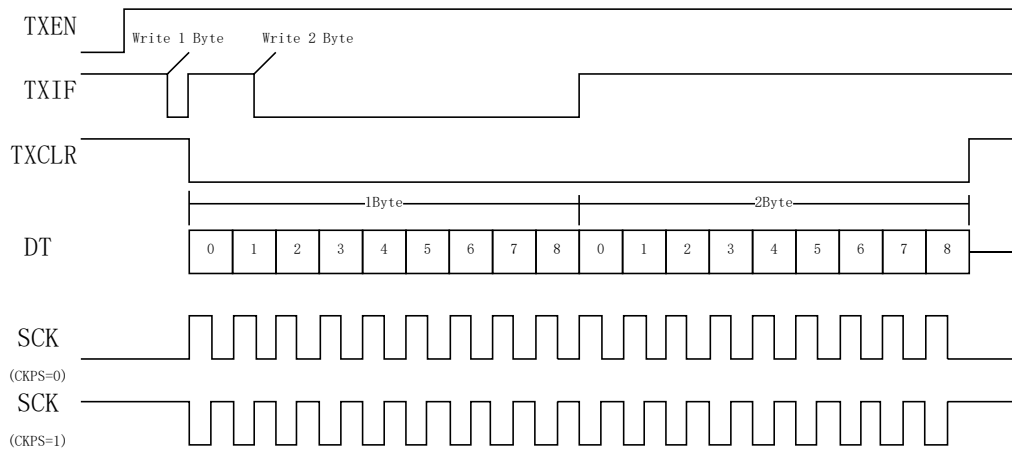 TXEN
Write 1 Byte Write 2 Byte
TXIF
TXCLR
1Byte 2Byte
DT 0 1 2 3 4 5 6 7 8 0 1 2 3 4 5 6 7 8
SCK
(CKPS=0)
SCK
(CKPS=1)